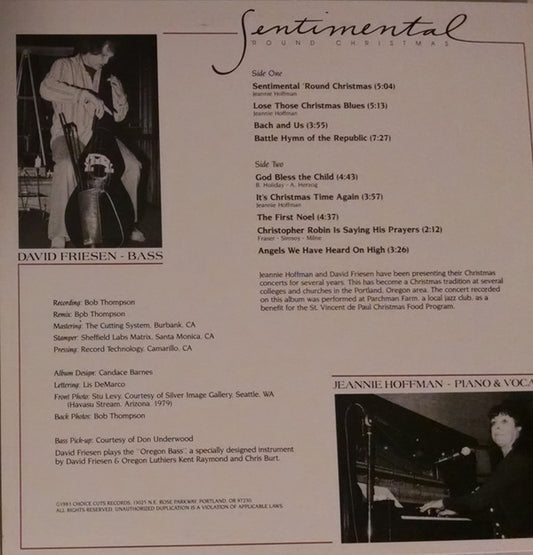 Sentimental
'ROUND CHRISTMAS
Side One
Sentimental 'Round Christmas (5:04)
Jeannie Hoffman
Lose Those Christmas Blues (5:13)
Jeannie Hoffman
Bach and Us (3:55)
Battle Hymn of the Republic (7:27)
Side Two
God Bless the Child (4:43)
B. Holiday - A. Herzog
It's Christmas Time Again (3:57)
Jeannie Hoffman
The First Noel (4:37)
Christopher Robin Is Saying His Prayers (2:12)
Fraser - Simsoy - Milne
Angels We Have Heard On High (3:26)
DAVID FRIESEN - BASS
Jeannie Hoffman and David Friesen have been presenting their Christmas
concerts for several years. This has become a Christmas tradition at several
colleges and churches in the Portland, Oregon area. The concert recorded
on this album was performed at Parchman Farm, a local jazz club, as a
benefit for the St. Vincent de Paul Christmas Food Program.
Recording: Bob Thompson
Remix: Bob Thompson
Mastering: The Cutting System, Burbank, CA
Stamper: Sheffield Labs Matrix, Santa Monica, CA
Pressing: Record Technology, Camarillo, CA
Album Design: Candace Barnes
Lettering: Lis DeMarco
Front Photo: Stu Levy, Courtesy of Silver Image Gallery, Seattle, WA
(Havasu Stream, Arizona, 1979)
Back Photos: Bob Thompson
Bass Pick-up: Courtesy of Don Underwood
David Friesen plays the "Oregon Bass", a specially designed instrument
by David Friesen & Oregon Luthiers Kent Raymond and Chris Burt.
JEANNIE HOFFMAN - PIANO & VOCA
©1983 CHOICE CUTS RECORDS, 13025 N.E. ROSE PARKWAY, PORTLAND, OR 97230
ALL RIGHTS RESERVED. UNAUTHORIZED DUPLICATION IS A VIOLATION OF APPLICABLE LAWS.